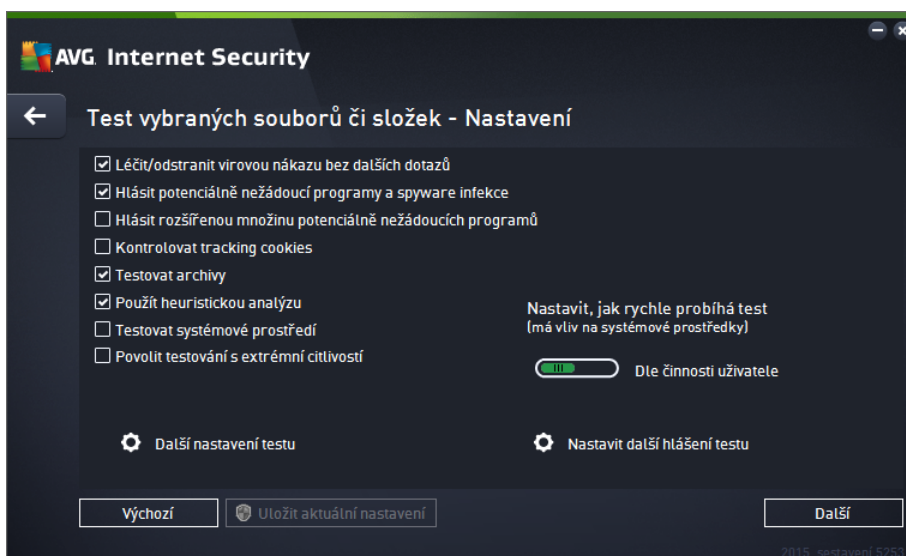 AVG. Internet Security
Test vybraných souborů či složek - Nastavení
Léčit/odstranit virovou nákazu bez dalších dotazů
Hlásit potenciálně nežádoucí programy a spyware infekce
Hlásit rozšířenou množinu potenciálně nežádoucích programů
Kontrolovat tracking cookies
Testovat archivy
Použít heuristickou analýzu
Testovat systémové prostředí
Povolit testování s extrémní citlivostí
Nastavit, jak rychle probíhá test
(má vliv na systémové prostředky)
Dle činnosti uživatele
Další nastavení testu
Nastavit další hlášení testu
Výchozí
Uložit aktuální nastavení
Další
2015, sestavení 5253